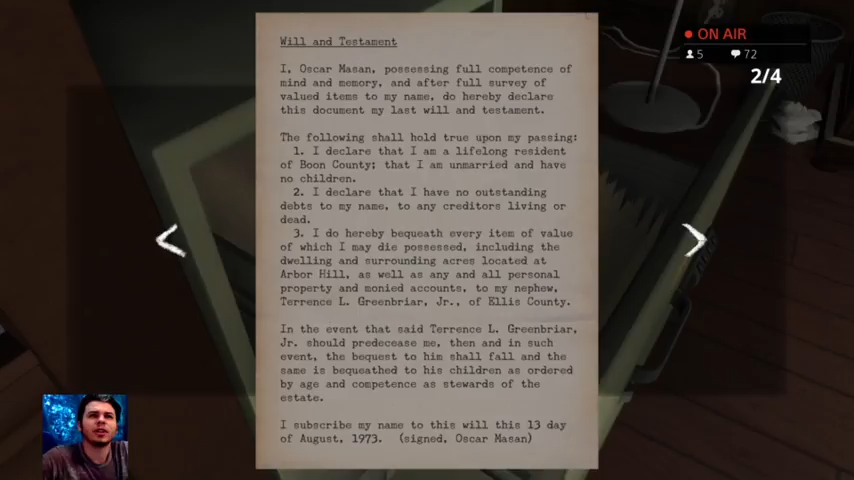 Will and Testament
I, Oscar Masan, possessing full competence of
mind and memory, and after full survey of
valued items to my name, do hereby declare
this document my last will and testament.
The following shall hold true upon my passing:
1. I declare that I am a lifelong resident
of Boon County; that I am unmarried and have
no children.
2. I declare that I have no outstanding
debts to my name, to any creditors living or
dead.
3. I do hereby bequeath every item of value
of which I may die possessed, including the
dwelling and surrounding acres located at
Arbor Hill, as well as any and all personal
property and monied accounts, to my nephew,
Terrence L. Greenbriar, Jr., of Ellis County.
In the event that said Terrence L. Greenbriar,
Jr. should predecease me, then and in such
event, the bequest to him shall fall and the
same is bequeathed to his children as ordered
by age and competence as stewards of the
estate.
I subscribe my name to this will this 13 day
of August, 1973. (signed, Oscar Masan)
ON AIR
5 72
2/4